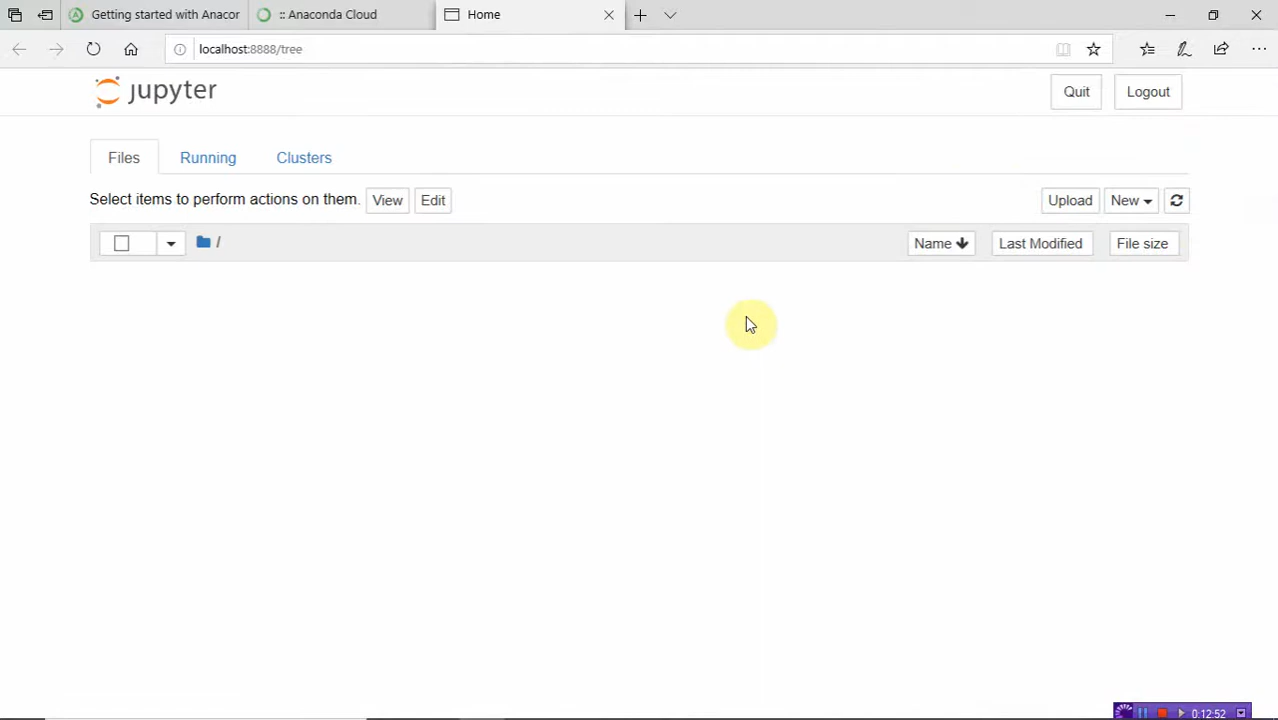 Getting started with Anacor
:: Anaconda Cloud
Home
localhost:8888/tree
jupyter
Quit
Logout
Files
Running
Clusters
Select items to perform actions on them.
View
Edit
Upload
New
/
Name
Last Modified
File size
0:12:52